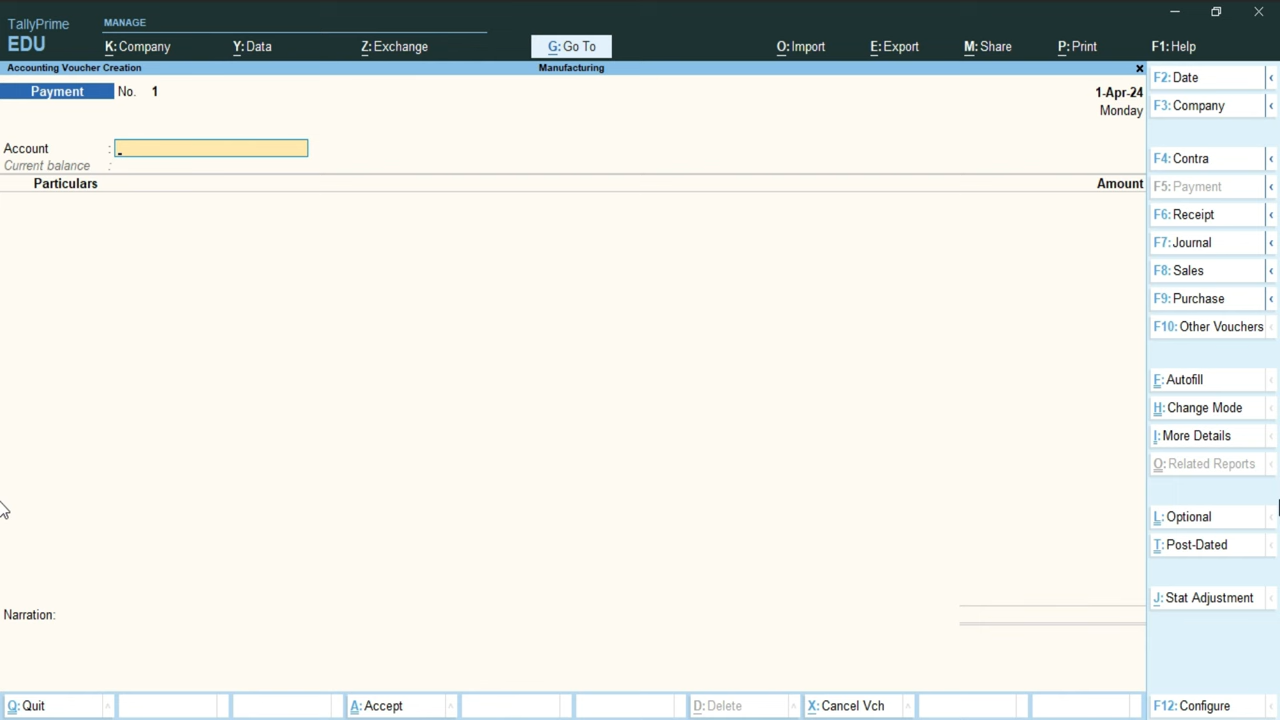 TallyPrime
EDU
MANAGE
K: Company
Y: Data
Z: Exchange
G: Go To
O: Import
E: Export
M: Share
P: Print
F1: Help
Accounting Voucher Creation
Manufacturing
Payment No. 1
1-Apr-24
Monday
Account :
Current balance :
Particulars Amount
Narration:
F2: Date
F3: Company
F4: Contra
F5: Payment
F6: Receipt
F7: Journal
F8: Sales
F9: Purchase
F10: Other Vouchers
F: Autofill
H: Change Mode
I: More Details
O: Related Reports
L: Optional
T: Post-Dated
J: Stat Adjustment
Q: Quit
A: Accept
D: Delete
X: Cancel Vch
F12: Configure